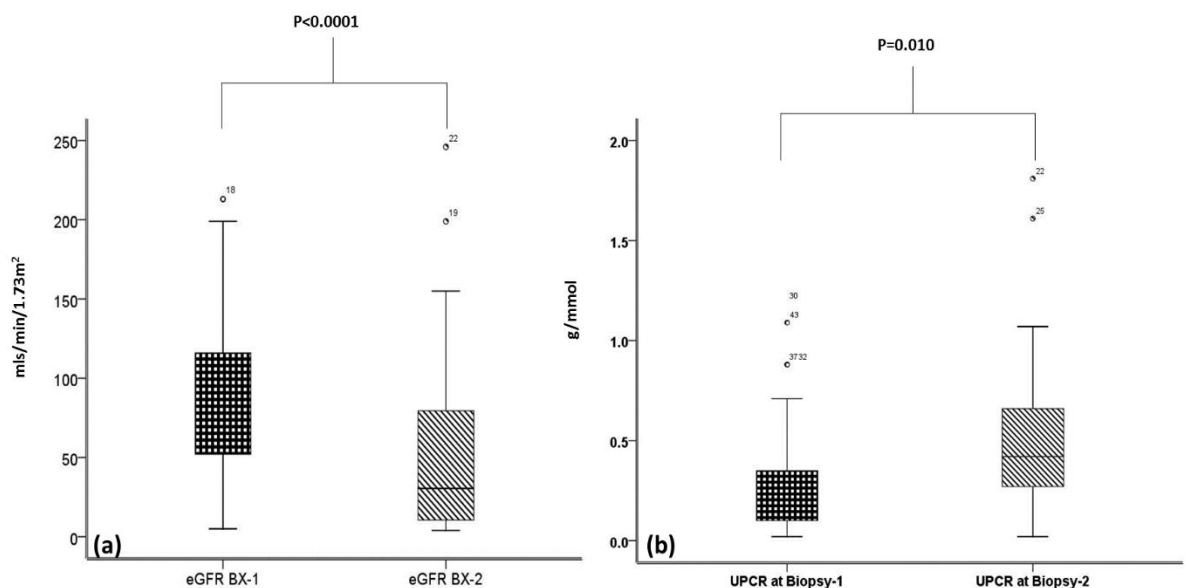 P<0.0001
250
200
150
100
50
0
mls/min/1.73m²
18
22
19
(a)
eGFR BX-1
eGFR BX-2
P=0.010
2.0
1.5
1.0
0.5
0.0
g/mmol
30
43
3732
22
25
(b)
UPCR at Biopsy-1
UPCR at Biopsy-2